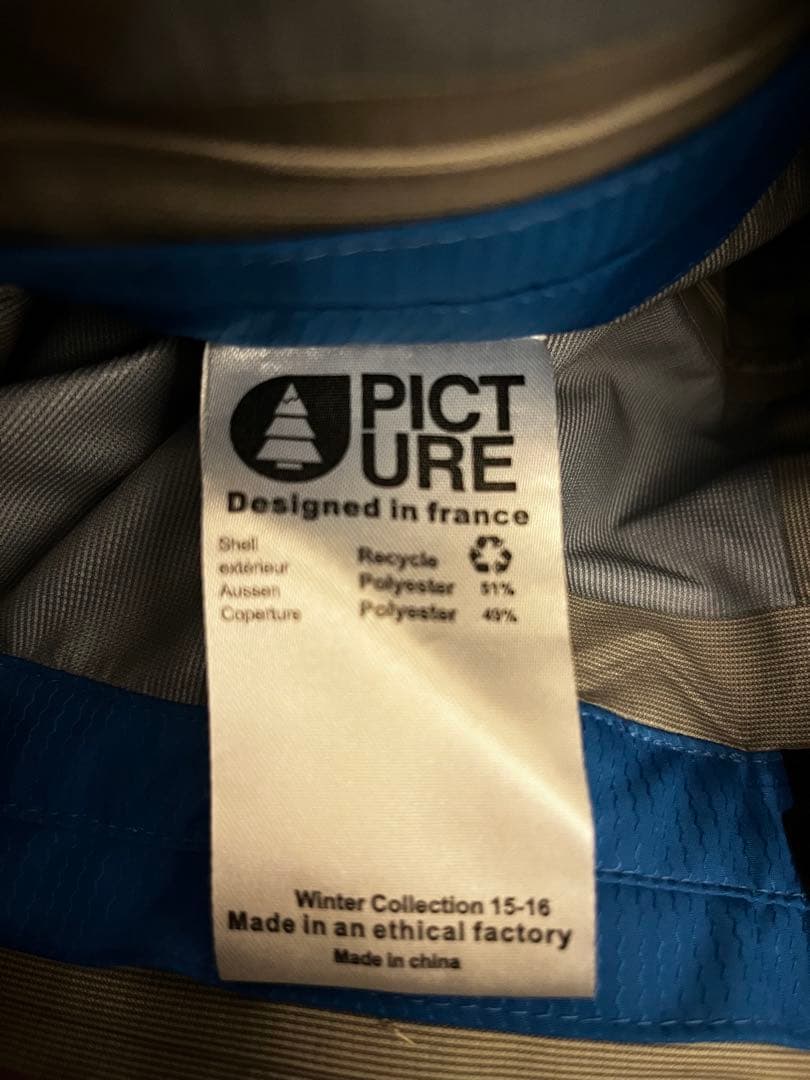 PICT
URE
Designed in france
Shell
extérieur Recycle
Aussen Polyester 51%
Coperture Polyester 49%
Winter Collection 15-16
Made in an ethical factory
Made in china